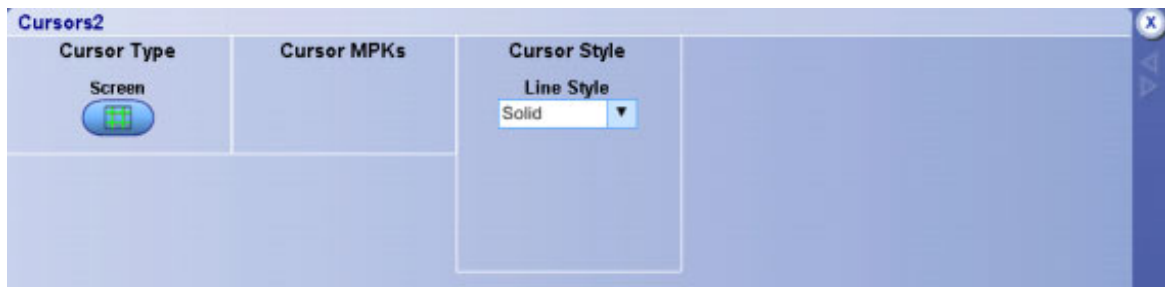 Cursors2
X
Cursor Type
Cursor MPKs
Cursor Style
Screen
Line Style
Solid